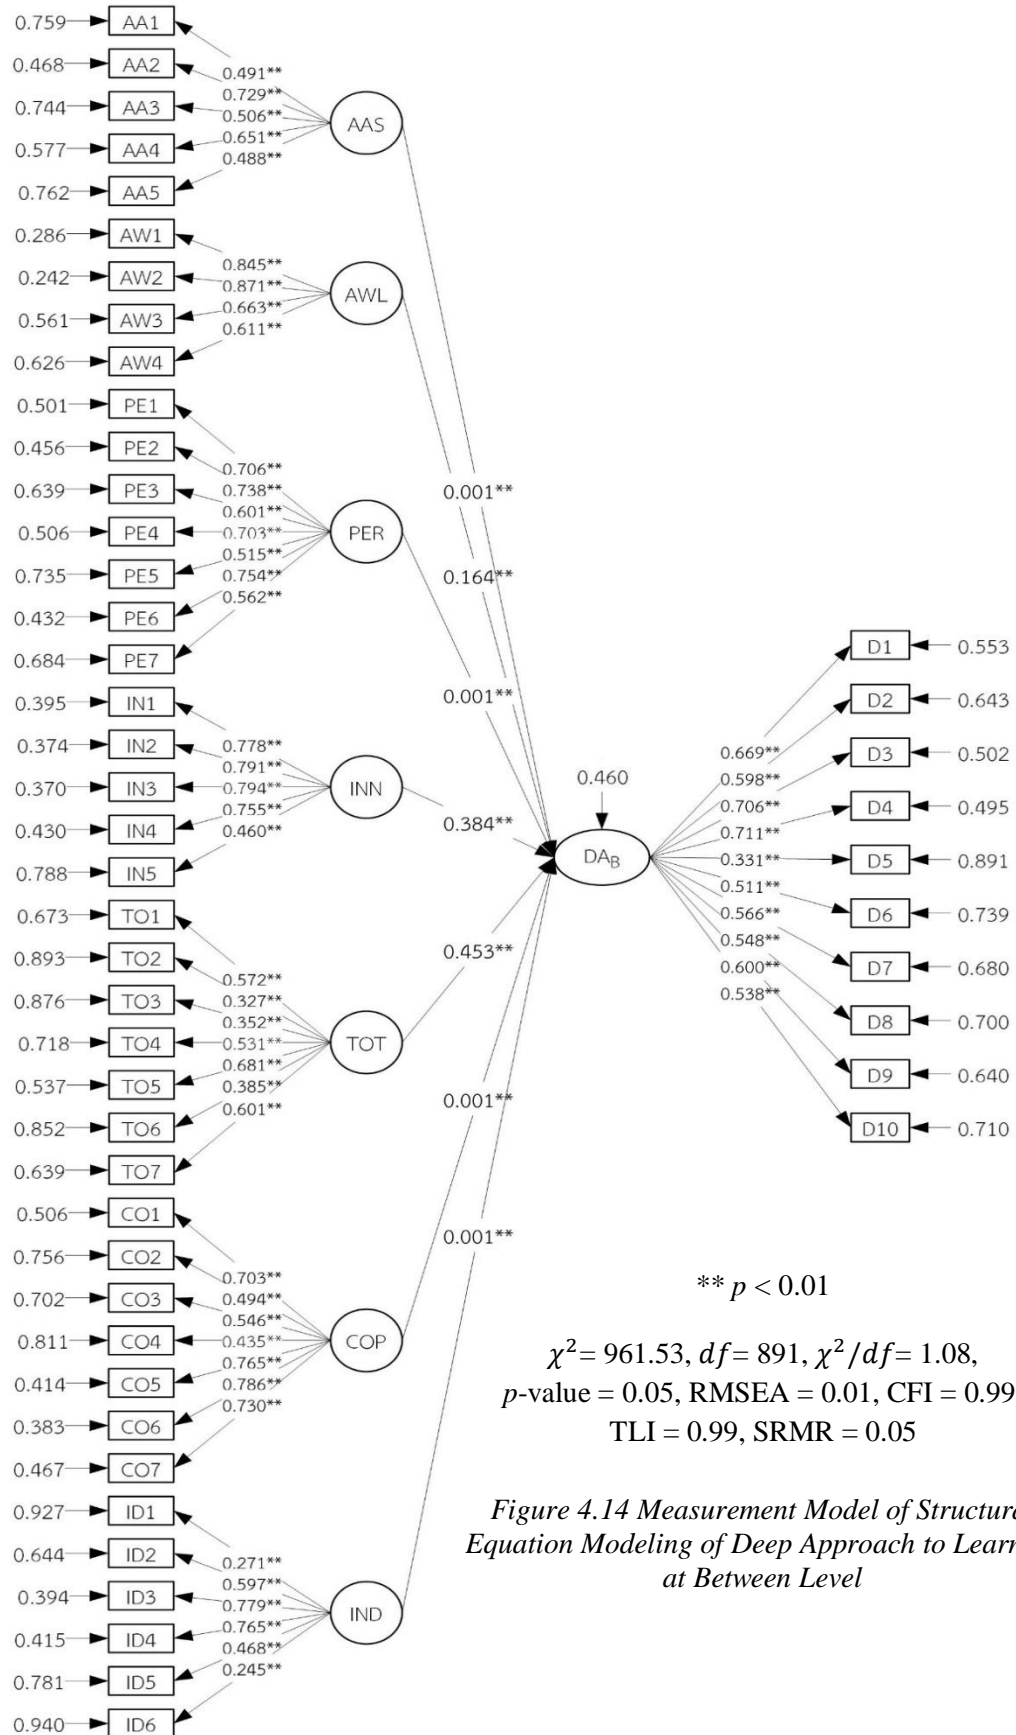 0.759 AA1
0.468 AA2
0.744 AA3
0.577 AA4
0.762 AA5
0.491**
0.729**
0.506**
0.651**
0.488**
AAS
0.286 AW1
0.242 AW2
0.561 AW3
0.626 AW4
0.845**
0.871**
0.663**
0.611**
AWL
0.501 PE1
0.456 PE2
0.639 PE3
0.506 PE4
0.735 PE5
0.432 PE6
0.684 PE7
0.706**
0.738**
0.601**
0.703**
0.515**
0.754**
0.562**
PER
0.395 IN1
0.374 IN2
0.370 IN3
0.430 IN4
0.788 IN5
0.778**
0.791**
0.794**
0.755**
0.460**
INN
0.673 TO1
0.893 TO2
0.876 TO3
0.718 TO4
0.537 TO5
0.852 TO6
0.639 TO7
0.572**
0.327**
0.352**
0.531**
0.681**
0.385**
0.601**
TOT
0.506 CO1
0.756 CO2
0.702 CO3
0.811 CO4
0.414 CO5
0.383 CO6
0.467 CO7
0.703**
0.494**
0.546**
0.435**
0.765**
0.786**
0.730**
COP
0.927 ID1
0.644 ID2
0.394 ID3
0.415 ID4
0.781 ID5
0.940 ID6
0.271**
0.597**
0.779**
0.765**
0.468**
0.245**
IND
0.001**
0.164**
0.001**
0.384**
0.453**
0.001**
0.001**
0.460
DA_B
0.669**
0.598**
0.706**
0.711**
0.331**
0.511**
0.566**
0.548**
0.600**
0.538**
D1 0.553
D2 0.643
D3 0.502
D4 0.495
D5 0.891
D6 0.739
D7 0.680
D8 0.700
D9 0.640
D10 0.710
** p < 0.01
χ²= 961.53, df= 891, χ²/df= 1.08,
p-value = 0.05, RMSEA = 0.01, CFI = 0.99
TLI = 0.99, SRMR = 0.05
Figure 4.14 Measurement Model of Structura
Equation Modeling of Deep Approach to Learn
at Between Level